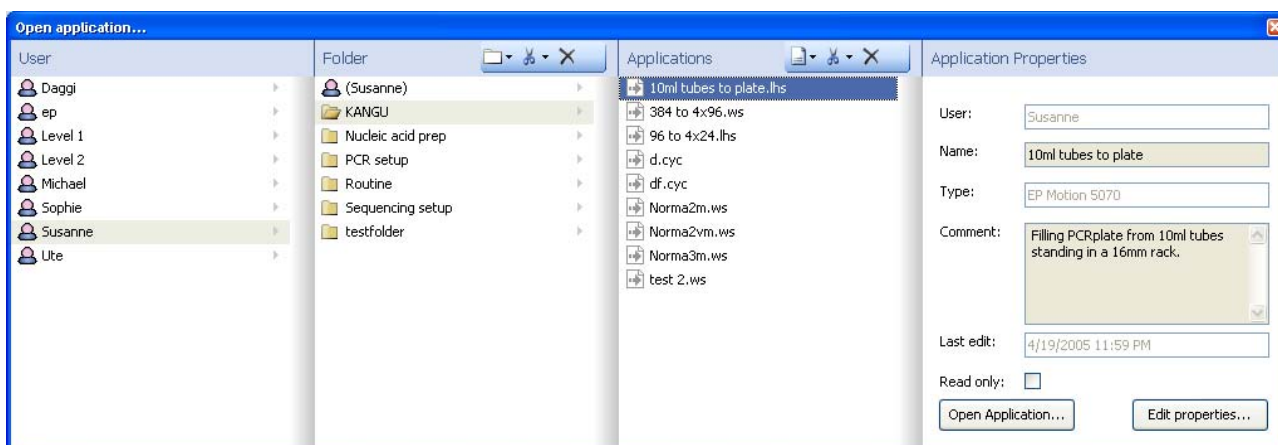 Open application...
User
Daggi
ep
Level 1
Level 2
Michael
Sophie
Susanne
Ute
Folder
(Susanne)
KANGU
Nucleic acid prep
PCR setup
Routine
Sequencing setup
testfolder
Applications
10ml tubes to plate.lhs
384 to 4x96.ws
96 to 4x24.lhs
d.cyc
df.cyc
Norma2m.ws
Norma2vm.ws
Norma3m.ws
test 2.ws
Application Properties
User: Susanne
Name: 10ml tubes to plate
Type: EP Motion 5070
Comment: Filling PCRplate from 10ml tubes
standing in a 16mm rack.
Last edit: 4/19/2005 11:59 PM
Read only:
Open Application... Edit properties...